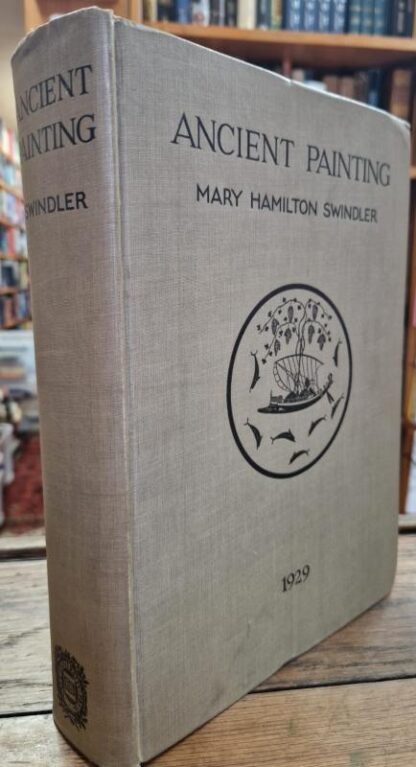 ANCIENT
PAINTING
SWINDLER
ANCIENT PAINTING
MARY HAMILTON SWINDLER
1929